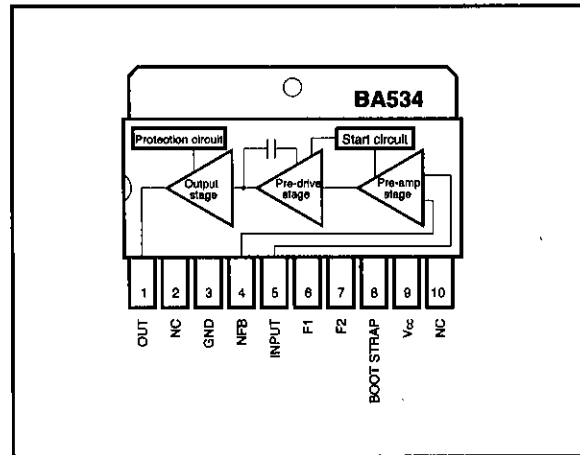 BA534
Protection circuit
Start circuit
Output stage
Pre-drive stage
Pre-amp stage
1 2 3 4 5 6 7 8 9 10
OUT NC GND NFB INPUT F1 F2 BOOT STRAP Vcc NC